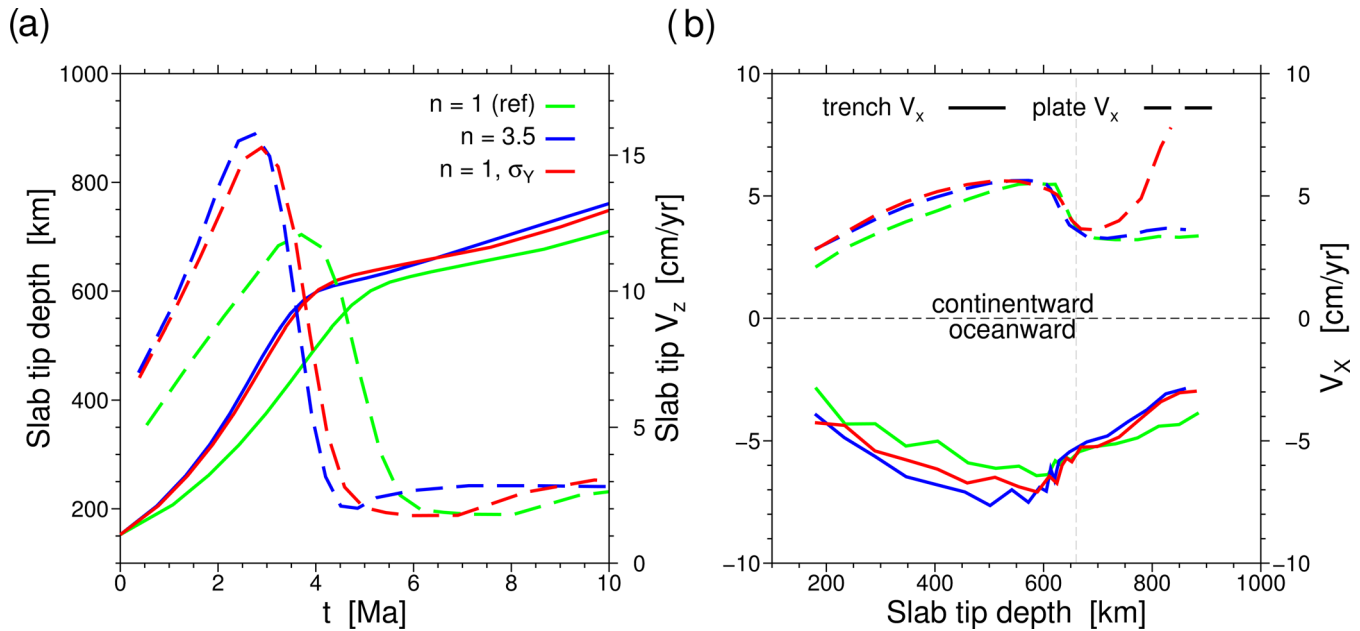 (a)
1000
800
600
400
200
Slab tip depth [km]
n = 1 (ref)
n = 3.5
n = 1, σY
15
10
5
0
Slab tip Vz [cm/yr]
0 2 4 6 8 10
t [Ma]
(b)
10
5
0
−5
−10
trench Vx
plate Vx
continentward
oceanward
10
5
0
−5
−10
VX [cm/yr]
200 400 600 800 1000
Slab tip depth [km]